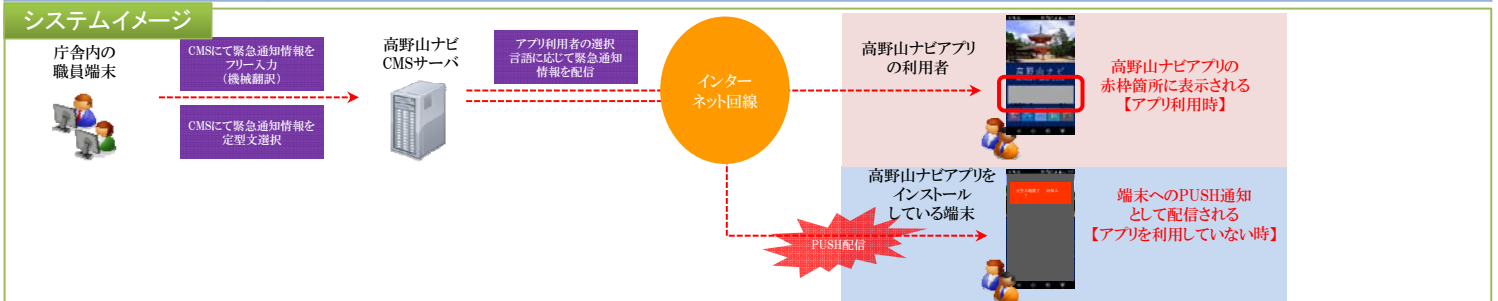 システムイメージ
庁舎内の
職員端末
CMSにて緊急通知情報を
フリー入力
（機械翻訳）
CMSにて緊急通知情報を
定型文選択
高野山ナビ
CMSサーバ
アプリ利用者の選択
言語に応じて緊急通知
情報を配信
インター
ネット回線
高野山ナビアプリ
の利用者
高野山ナビ
高野山ナビアプリの
赤枠箇所に表示される
【アプリ利用時】
PUSH配信
高野山ナビアプリを
インストール
している端末
端末へのPUSH通知
として配信される
【アプリを利用していない時】